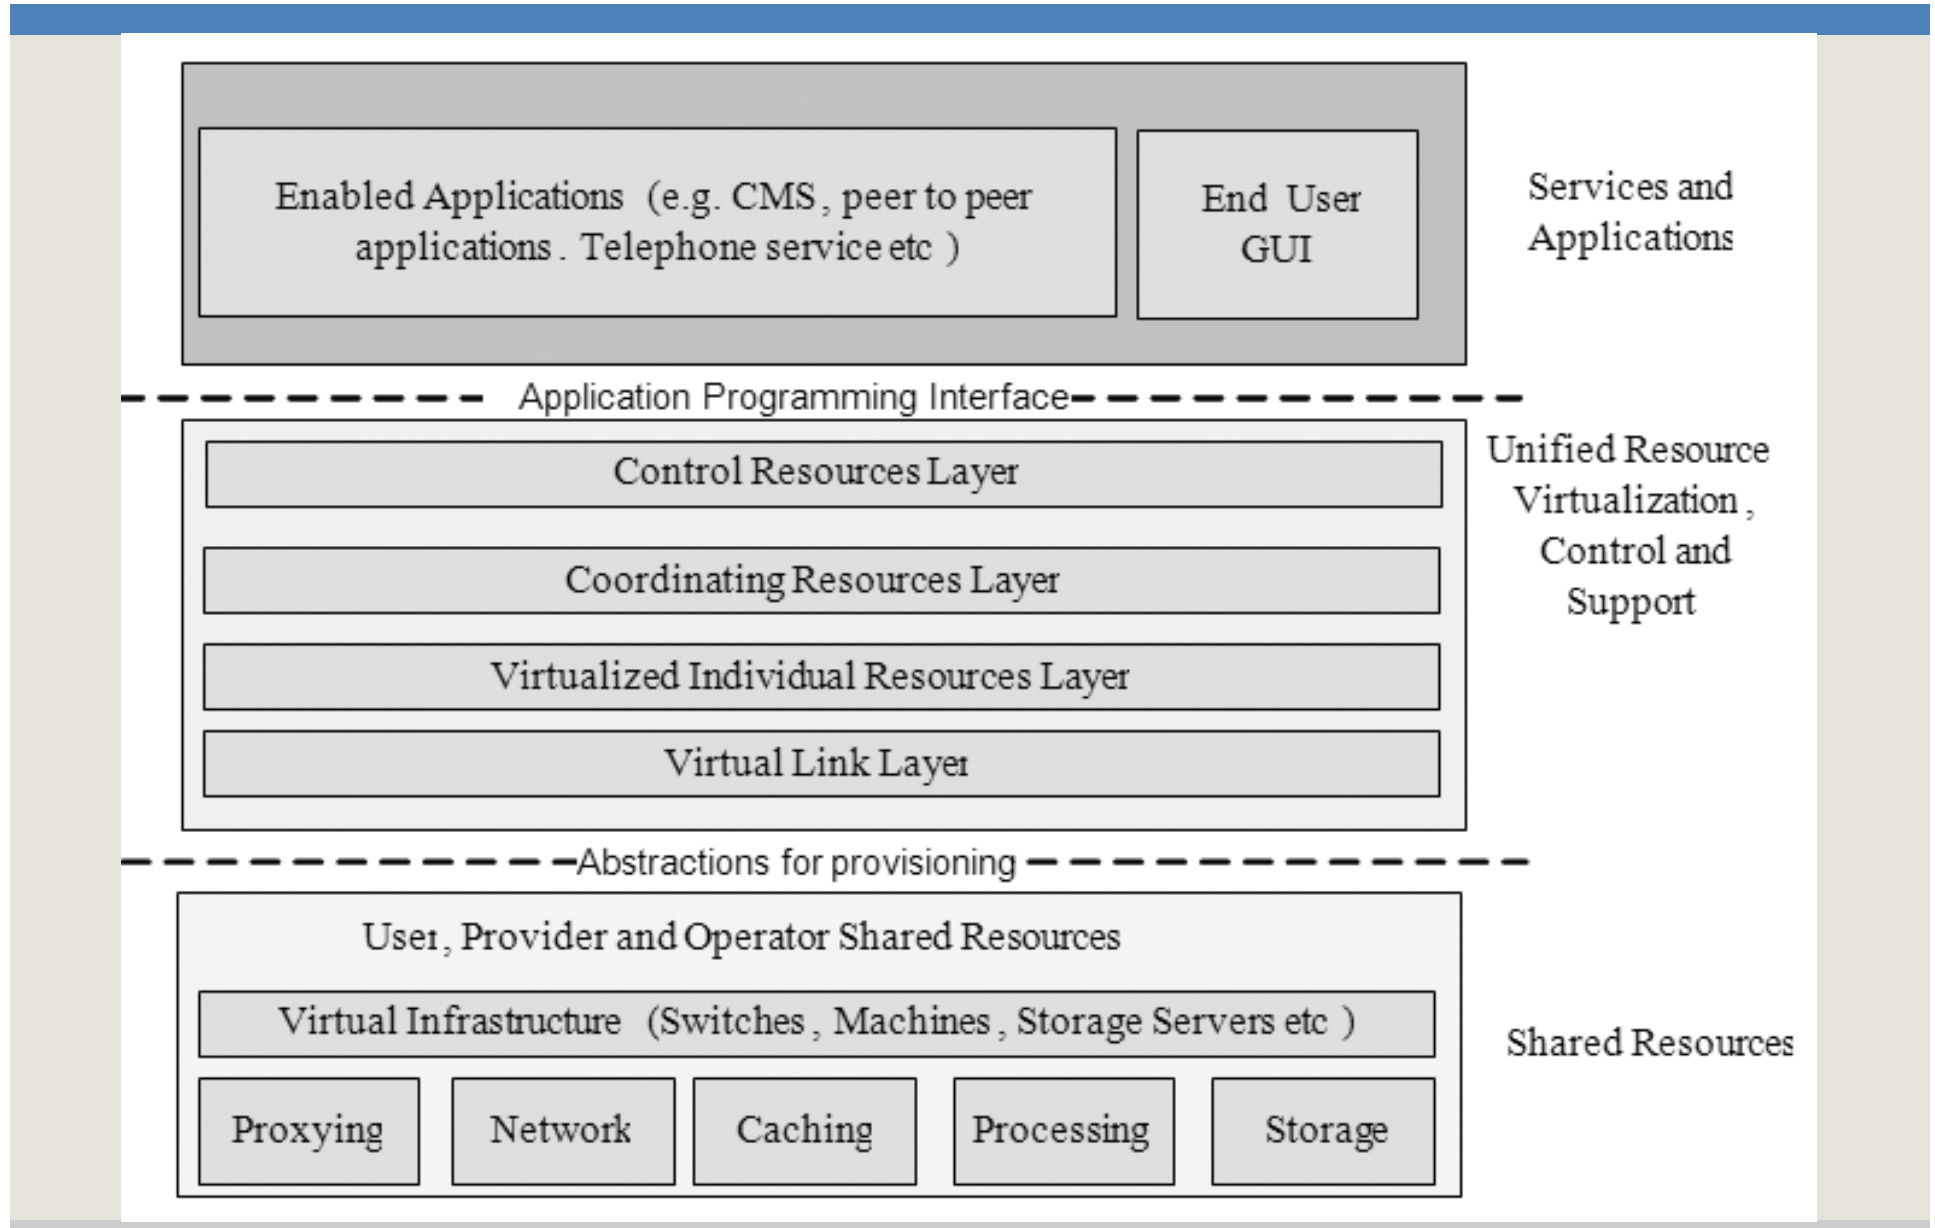 Enabled Applications (e.g. CMS, peer to peer
applications. Telephone service etc )
End User
GUI
Services and
Applications
Application Programming Interface
Control Resources Layer
Coordinating Resources Layer
Virtualized Individual Resources Layer
Virtual Link Layer
Unified Resource
Virtualization,
Control and
Support
Abstractions for provisioning
User, Provider and Operator Shared Resources
Virtual Infrastructure (Switches, Machines, Storage Servers etc )
Proxying
Network
Caching
Processing
Storage
Shared Resources